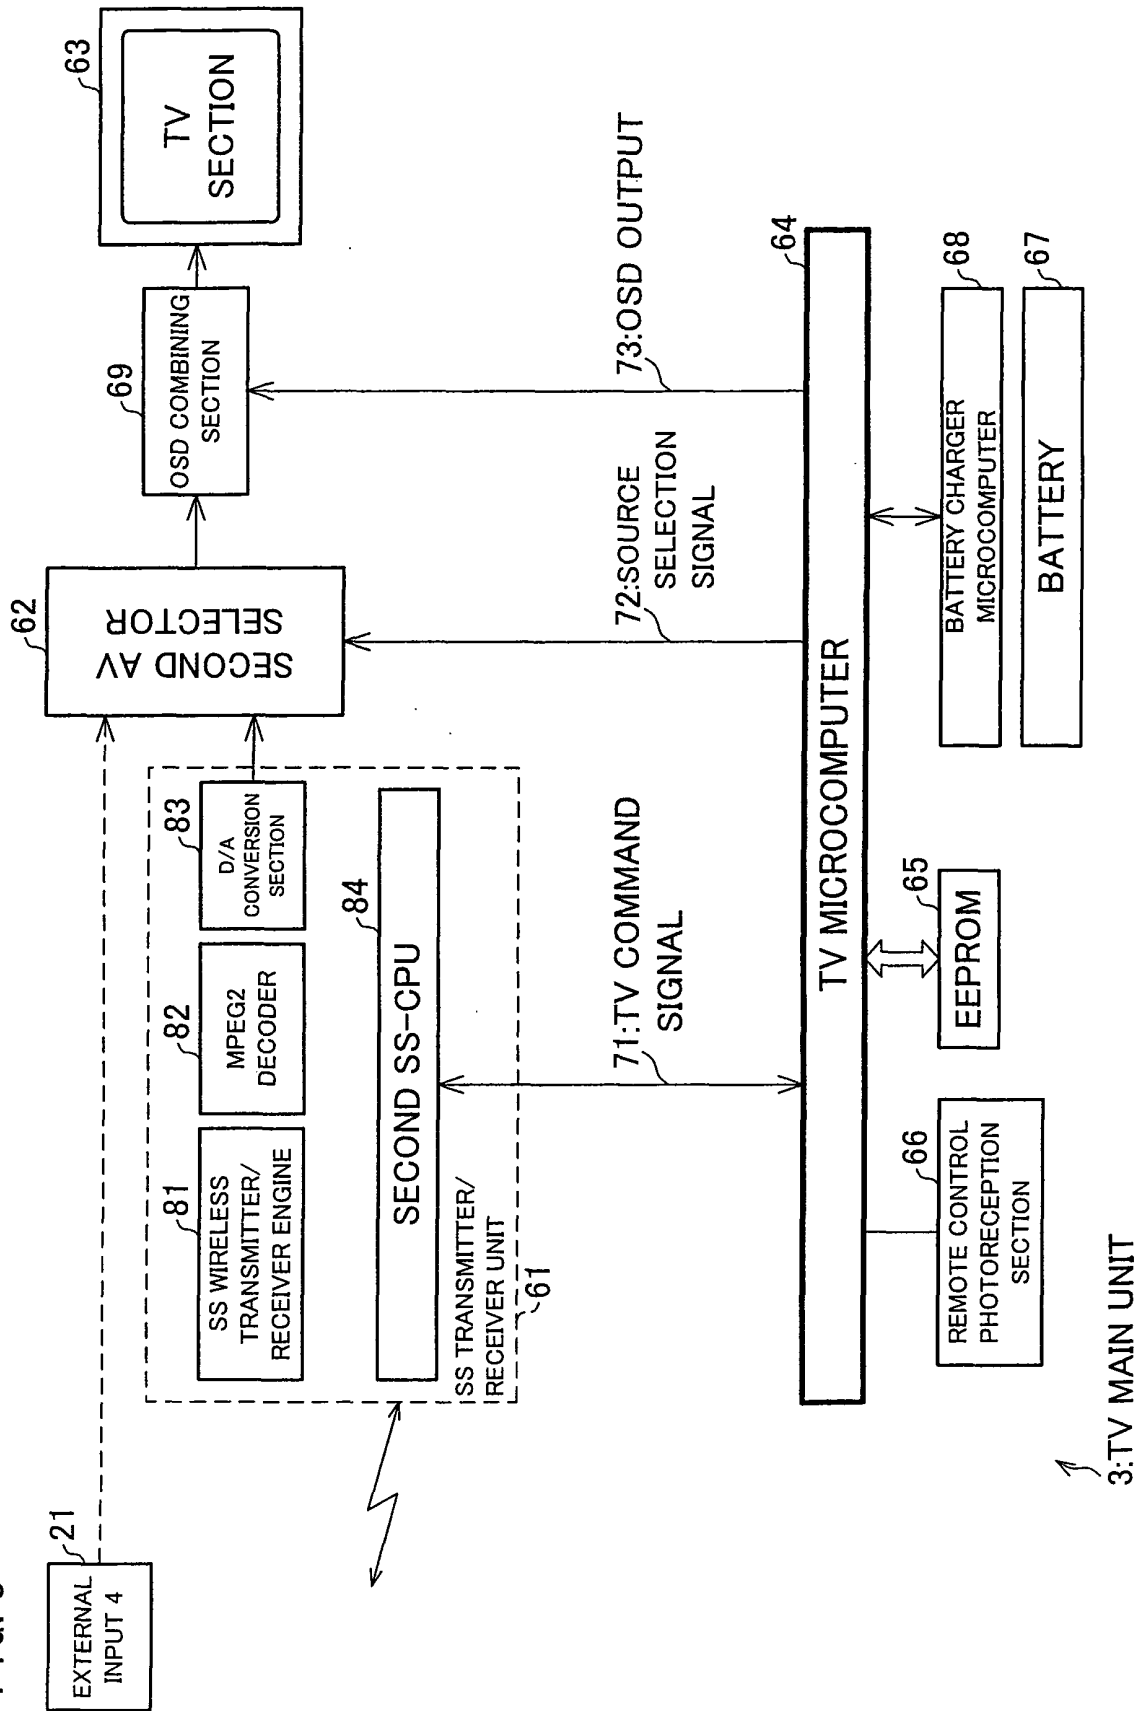 21
EXTERNAL
INPUT 4
81
SS WIRELESS
TRANSMITTER/
RECEIVER ENGINE
82
MPEG2
DECODER
83
D/A
CONVERSION
SECTION
84
SECOND SS-CPU
SS TRANSMITTER/
RECEIVER UNIT
61
62
SECOND AV
SELECTOR
69
OSD COMBINING
SECTION
63
TV
SECTION
71:TV COMMAND
SIGNAL
72:SOURCE
SELECTION
SIGNAL
73:OSD OUTPUT
64
TV MICROCOMPUTER
66
REMOTE CONTROL
PHOTORECEPTION
SECTION
65
EEPROM
68
BATTERY CHARGER
MICROCOMPUTER
67
BATTERY
3:TV MAIN UNIT